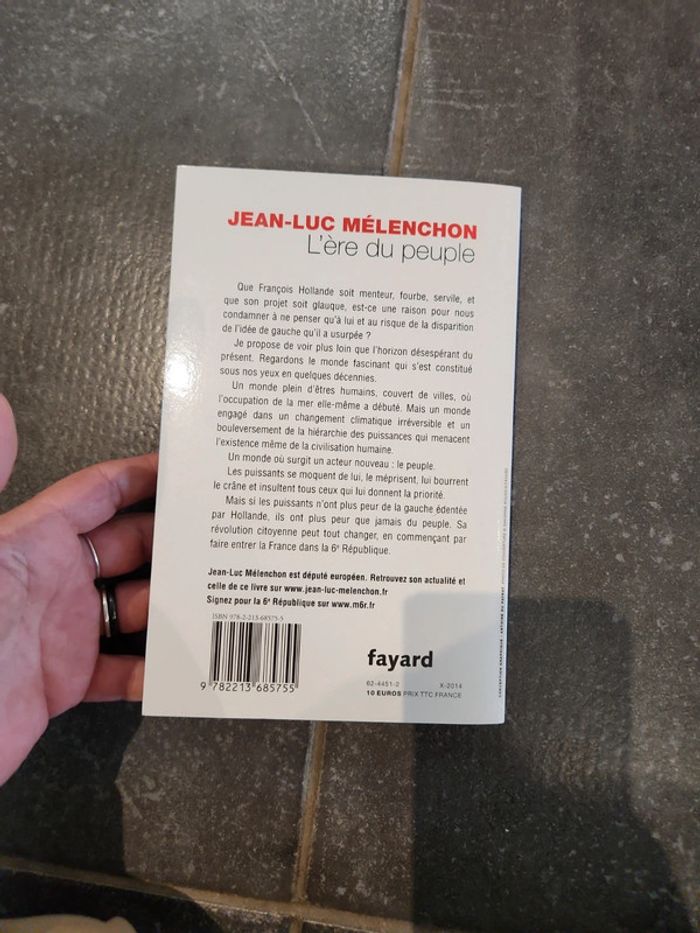 JEAN-LUC MÉLENCHON
L'ère du peuple
Que François Hollande soit menteur, fourbe, servile, et
que son projet soit glauque, est-ce une raison pour nous
condamner à ne penser qu'à lui et au risque de la disparition
de l'idée de gauche qu'il a usurpée ?
Je propose de voir plus loin que l'horizon désespérant du
présent. Regardons le monde fascinant qui s'est constitué
sous nos yeux en quelques décennies.
Un monde plein d'êtres humains, couvert de villes, où
l'occupation de la mer elle-même a débuté. Mais un monde
engagé dans un changement climatique irréversible et un
bouleversement de la hiérarchie des puissances qui menacent
l'existence même de la civilisation humaine.
Un monde où surgit un acteur nouveau : le peuple.
Les puissants se moquent de lui, le méprisent, lui bourrent
le crâne et insultent tous ceux qui lui donnent la priorité.
Mais si les puissants n'ont plus peur de la gauche édentée
par Hollande, ils ont plus peur que jamais du peuple. Sa
révolution citoyenne peut tout changer, en commençant par
faire entrer la France dans la 6e République.
Jean-Luc Mélenchon est député européen. Retrouvez son actualité et
celle de ce livre sur www.jean-luc-melenchon.fr
Signez pour la 6e République sur www.m6r.fr
ISBN 978-2-213-68575-5
9 782213 685755
fayard
62-4451-2 X-2014
10 EUROS PRIX TTC FRANCE